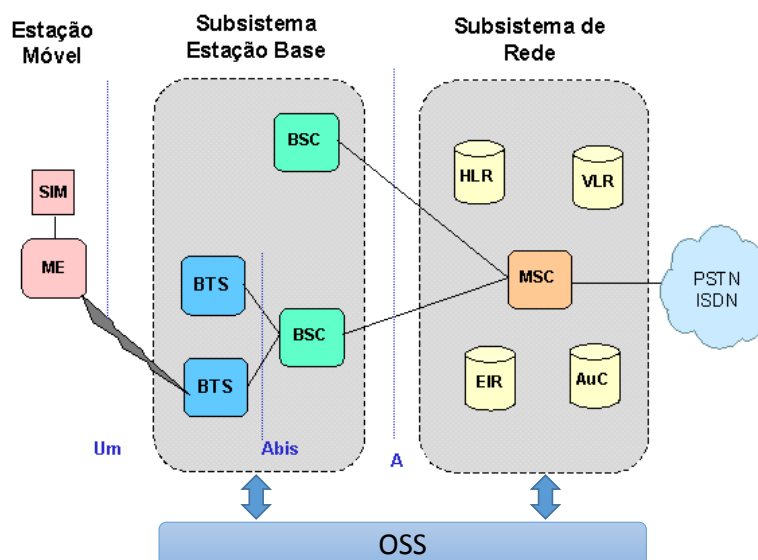 Estação
Móvel
Subsistema
Estação Base
Subsistema de
Rede
BSC
HLR
VLR
SIM
ME
BTS
BSC
MSC
PSTN
ISDN
BTS
EIR
AuC
Um
Abis
A
OSS